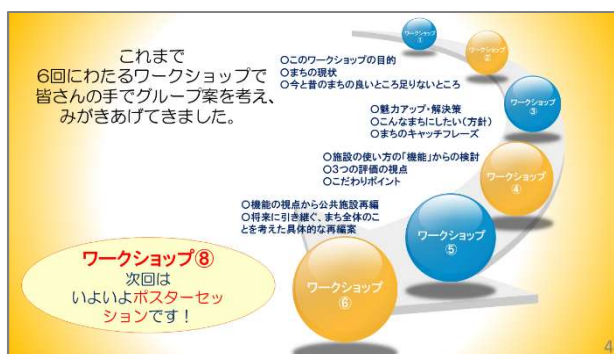 これまで
6回にわたるワークショップで
皆さんの手でグループ案を考え、
みがきあげてきました。
ワークショップ
①
ワークショップ
②
○このワークショップの目的
○まちの現状
○今と昔のまちの良いところ足りないところ
ワークショップ
③
○魅力アップ・解決策
○こんなまちにしたい(方針)
○まちのキャッチフレーズ
ワークショップ
④
○施設の使い方の「機能」からの検討
○3つの評価の視点
○こだわりポイント
ワークショップ
⑤
○機能の視点から公共施設再編
○将来に引き継ぐ、まち全体のこ
とを考えた具体的な再編案
ワークショップ
⑥
ワークショップ⑧
次回は
いよいよポスターセッ
ションです！
4